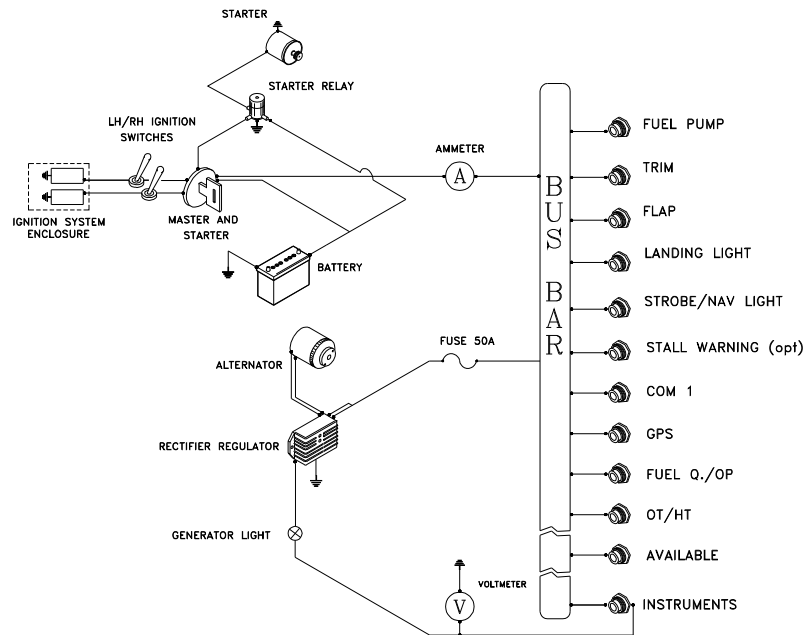 STARTER
STARTER RELAY
LH/RH IGNITION
SWITCHES
IGNITION SYSTEM
ENCLOSURE
MASTER AND
STARTER
BATTERY
AMMETER
A
ALTERNATOR
FUSE 50A
RECTIFIER REGULATOR
GENERATOR LIGHT
VOLTMETER
V
BUS BAR
FUEL PUMP
TRIM
FLAP
LANDING LIGHT
STROBE/NAV LIGHT
STALL WARNING (opt)
COM 1
GPS
FUEL Q./OP
OT/HT
AVAILABLE
INSTRUMENTS